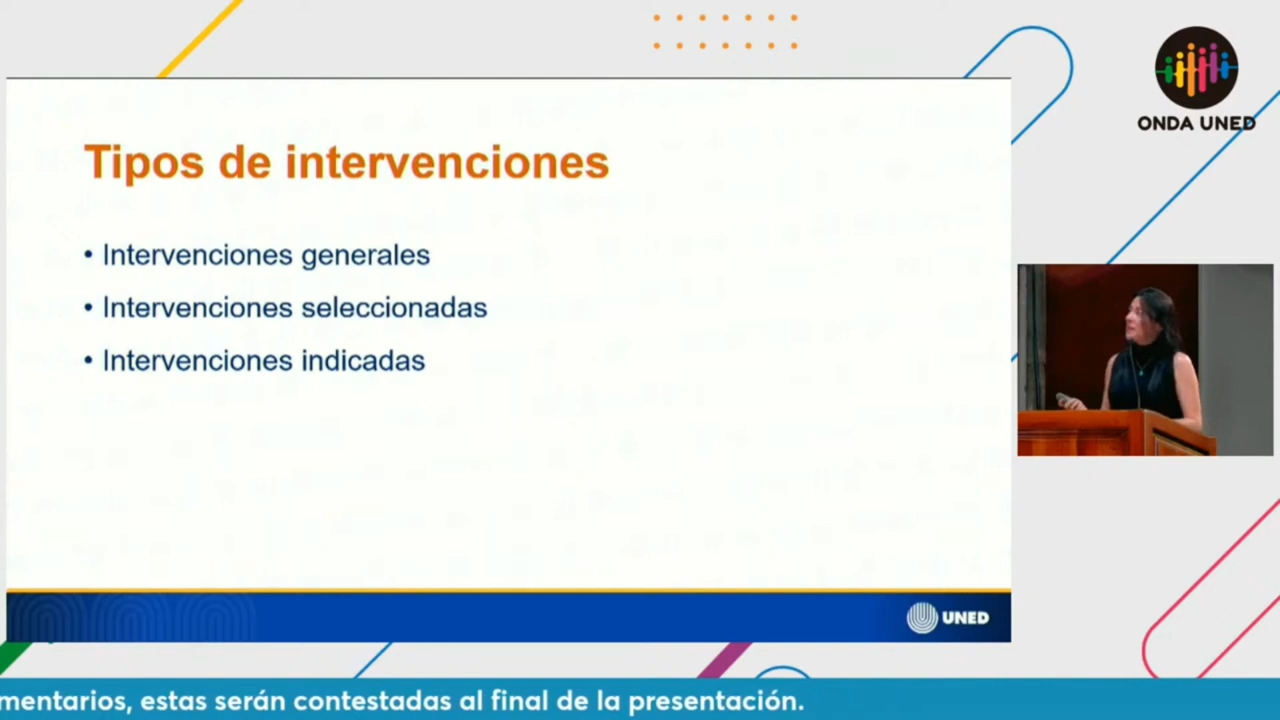 ONDA UNED
Tipos de intervenciones
• Intervenciones generales
• Intervenciones seleccionadas
• Intervenciones indicadas
UNED
mentarios, estas serán contestadas al final de la presentación.